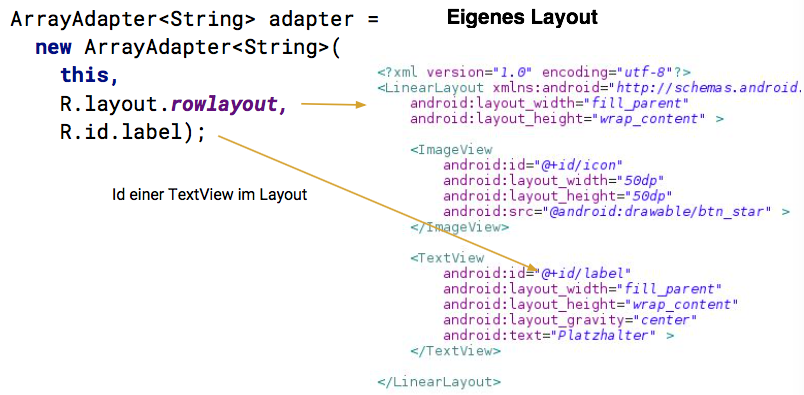 ArrayAdapter<String> adapter =
new ArrayAdapter<String>(
this,
R.layout.rowlayout,
R.id.label);
Id einer TextView im Layout
Eigenes Layout
<?xml version="1.0" encoding="utf-8"?>
<LinearLayout xmlns:android="http://schemas.android.
android:layout_width="fill_parent"
android:layout_height="wrap_content" >
<ImageView
android:id="@+id/icon"
android:layout_width="50dp"
android:layout_height="50dp"
android:src="@android:drawable/btn_star" >
</ImageView>
<TextView
android:id="@+id/label"
android:layout_width="fill_parent"
android:layout_height="wrap_content"
android:layout_gravity="center"
android:text="Platzhalter" >
</TextView>
</LinearLayout>